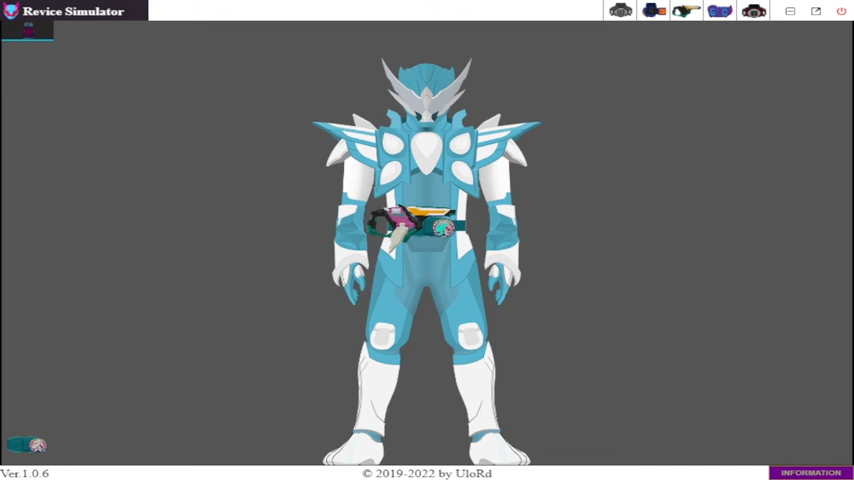 Revice Simulator
Ver.1.0.6
© 2019-2022 by UloRd
INFORMATION